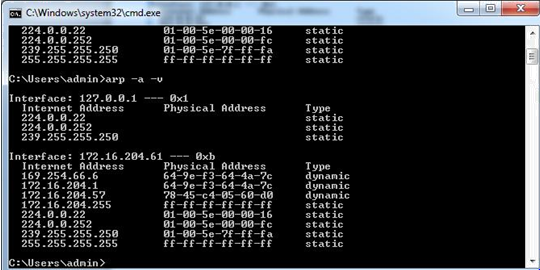 C:\Windows\system32\cmd.exe
224.0.0.22 01-00-5e-00-00-16 static
224.0.0.252 01-00-5e-00-00-fc static
239.255.255.250 01-00-5e-7f-ff-fa static
255.255.255.255 ff-ff-ff-ff-ff-ff static
C:\Users\admin>arp -a -v
Interface: 127.0.0.1 --- 0x1
Internet Address Physical Address Type
224.0.0.22 static
224.0.0.252 static
239.255.255.250 static
Interface: 172.16.204.61 --- 0xb
Internet Address Physical Address Type
169.254.66.6 64-9e-f3-64-4a-7c dynamic
172.16.204.1 64-9e-f3-64-4a-7c dynamic
172.16.204.57 78-45-c4-05-60-d0 dynamic
172.16.204.255 ff-ff-ff-ff-ff-ff static
224.0.0.22 01-00-5e-00-00-16 static
224.0.0.252 01-00-5e-00-00-fc static
239.255.255.250 01-00-5e-7f-ff-fa static
255.255.255.255 ff-ff-ff-ff-ff-ff static
C:\Users\admin>